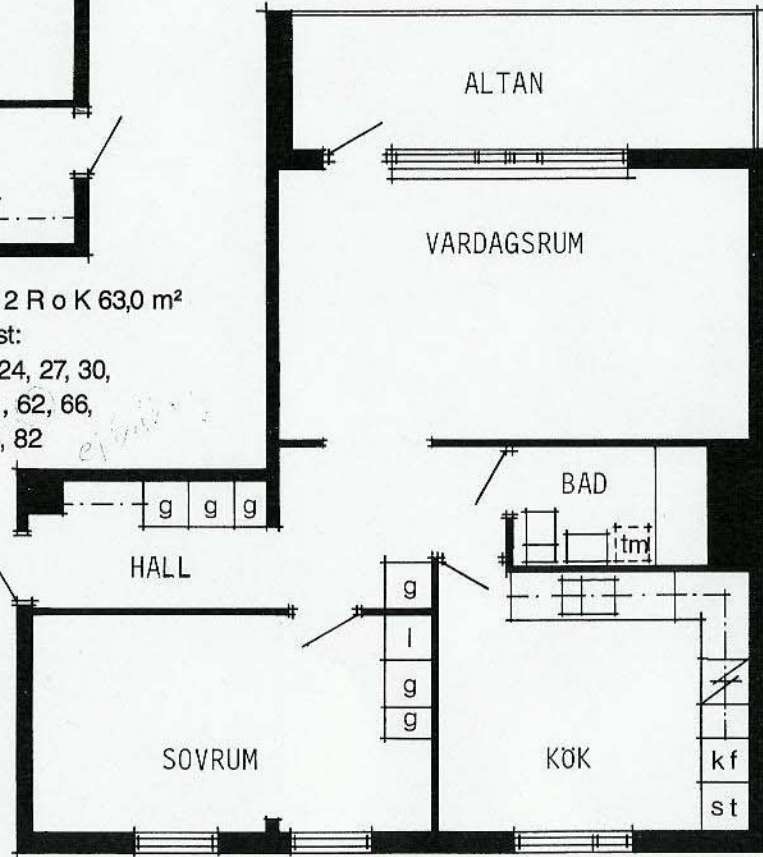 ALTAN
VARDAGSRUM
2 R o K 63,0 m²
st:
24, 27, 30,
, 62, 66,
, 82
BAD
g g g
tm
HALL
g
l
g
g
SOVRUM
KÖK
kf
st